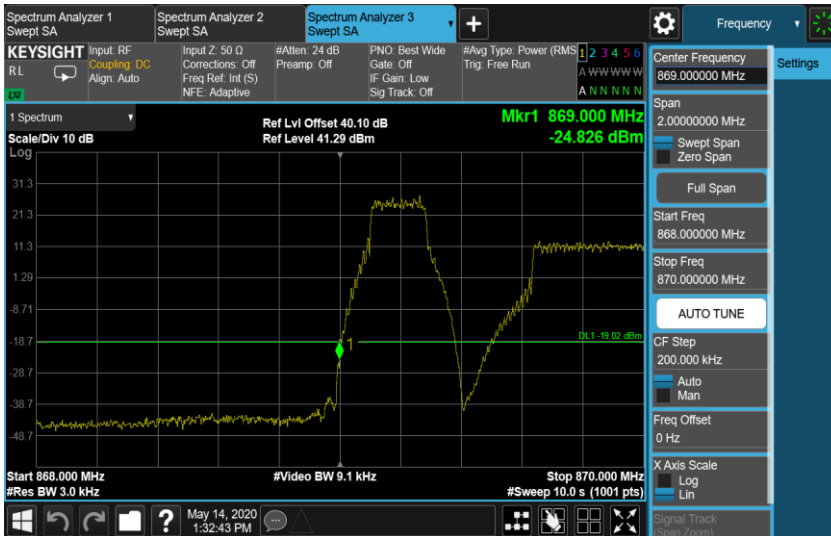 Spectrum Analyzer 1
Swept SA
Spectrum Analyzer 2
Swept SA
Spectrum Analyzer 3
Swept SA
Frequency
KEYSIGHT
RL
LXI
Input: RF
Coupling: DC
Align: Auto
Input Z: 50 Ω
Corrections: Off
Freq Ref: Int (S)
NFE: Adaptive
#Atten: 24 dB
Preamp: Off
PNO: Best Wide
Gate: Off
IF Gain: Low
Sig Track: Off
#Avg Type: Power (RMS
Trig: Free Run
1 2 3 4 5 6
A W W W W W
A N N N N N
1 Spectrum
Scale/Div 10 dB
Ref Lvl Offset 40.10 dB
Ref Level 41.29 dBm
Mkr1 869.000 MHz
-24.826 dBm
Log
31.3
21.3
11.3
1.29
-8.71
-18.7
-28.7
-38.7
-48.7
1
DL1 -19.02 dBm
Start 868.000 MHz
#Res BW 3.0 kHz
#Video BW 9.1 kHz
Stop 870.000 MHz
#Sweep 10.0 s (1001 pts)
Center Frequency
869.000000 MHz
Settings
Span
2.00000000 MHz
Swept Span
Zero Span
Full Span
Start Freq
868.000000 MHz
Stop Freq
870.000000 MHz
AUTO TUNE
CF Step
200.000 kHz
Auto
Man
Freq Offset
0 Hz
X Axis Scale
Log
Lin
Signal Track
(Span Zoom)
May 14, 2020
1:32:43 PM